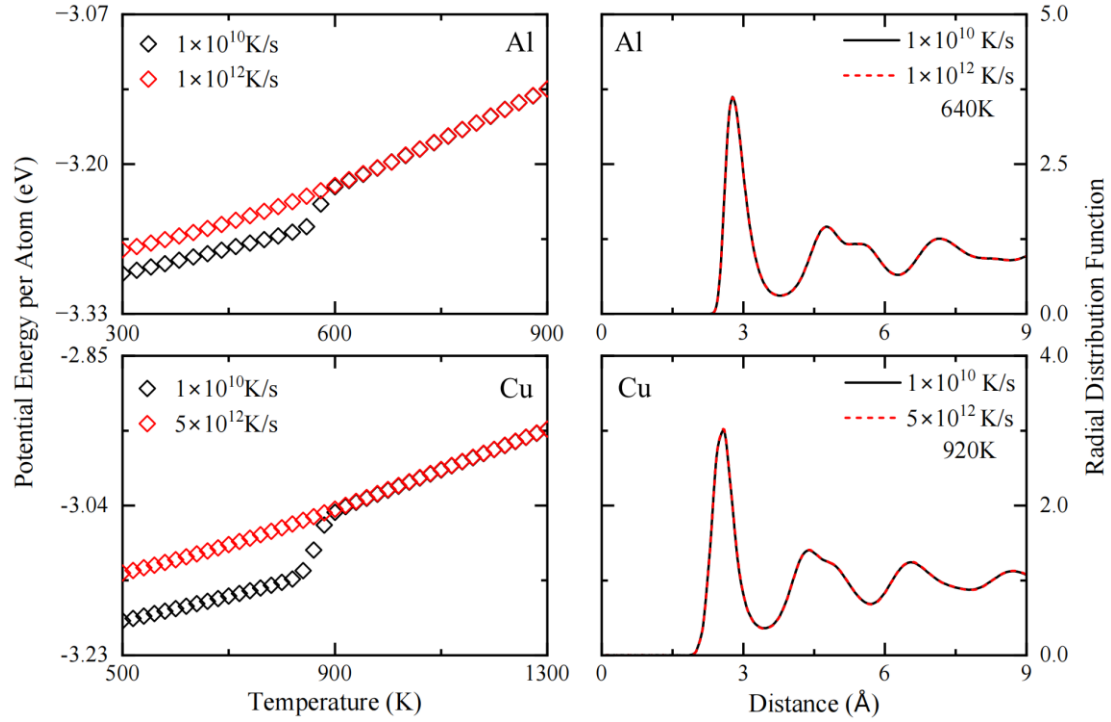 Potential Energy per Atom (eV)
-3.07
-3.20
-3.33
Al
1×10¹⁰K/s
1×10¹²K/s
300 600 900
Al
1×10¹⁰ K/s
1×10¹² K/s
640K
5.0
2.5
0.0
0 3 6 9
-2.85
-3.04
-3.23
Cu
1×10¹⁰K/s
5×10¹²K/s
500 900 1300
Temperature (K)
Cu
1×10¹⁰ K/s
5×10¹² K/s
920K
4.0
2.0
0.0
0 3 6 9
Distance (Å)
Radial Distribution Function